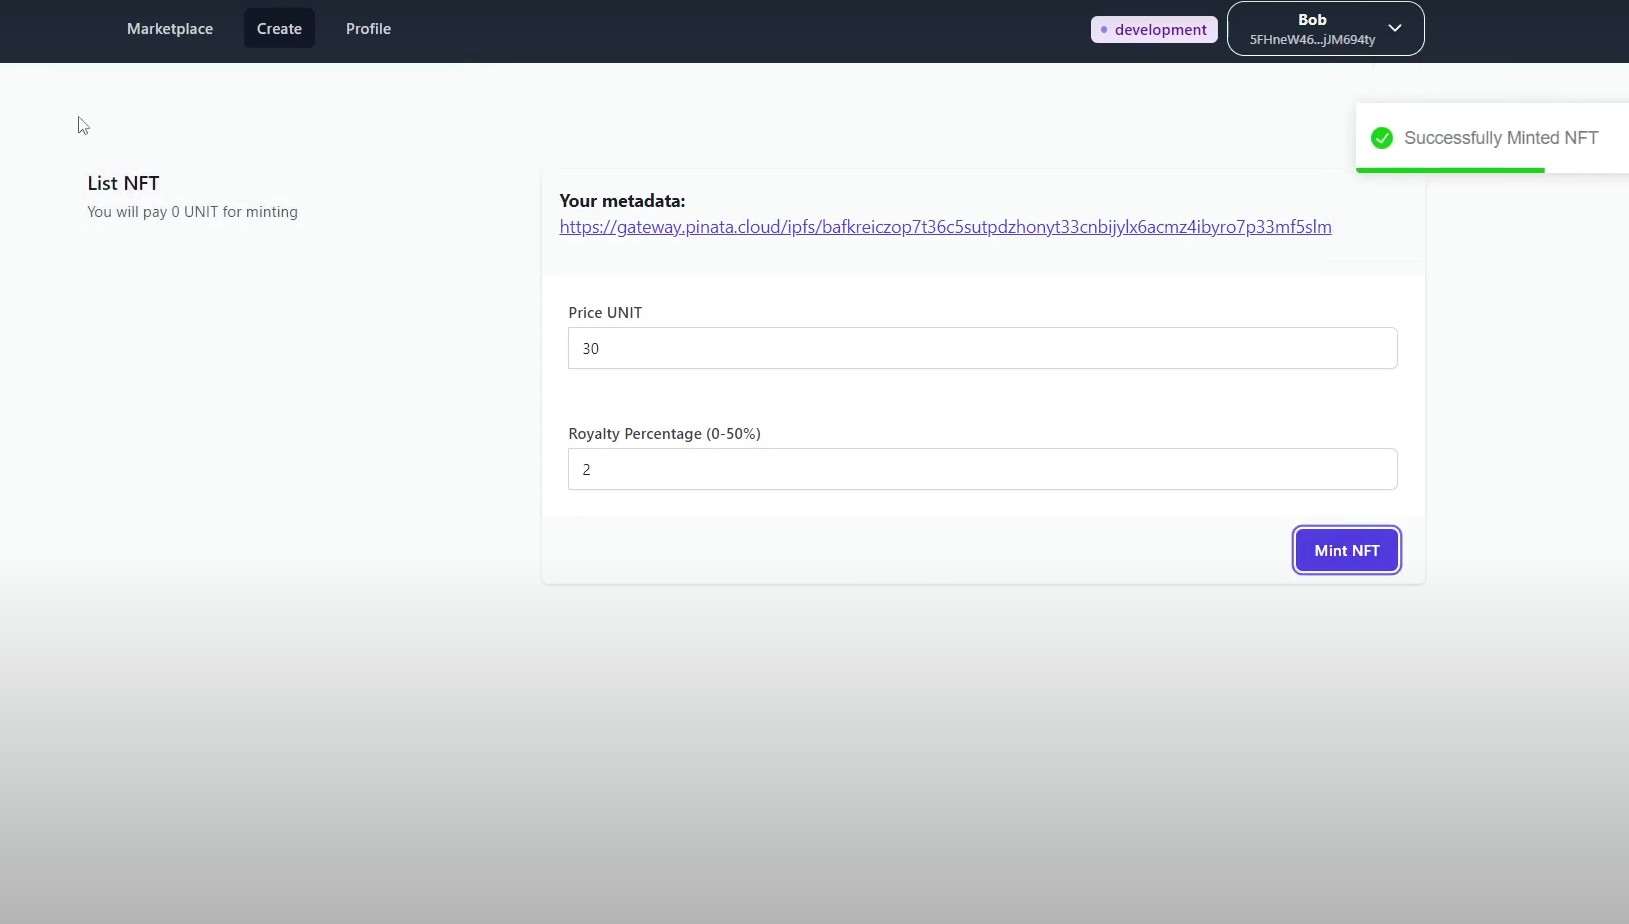 Marketplace
Create
Profile
development
Bob
5FHneW46...jJM694ty
Successfully Minted NFT
List NFT
You will pay 0 UNIT for minting
Your metadata:
https://gateway.pinata.cloud/ipfs/bafkreiczop7t36c5sutpdzhonyt33cnbijylx6acmz4ibyro7p33mf5slm
Price UNIT
30
Royalty Percentage (0-50%)
2
Mint NFT